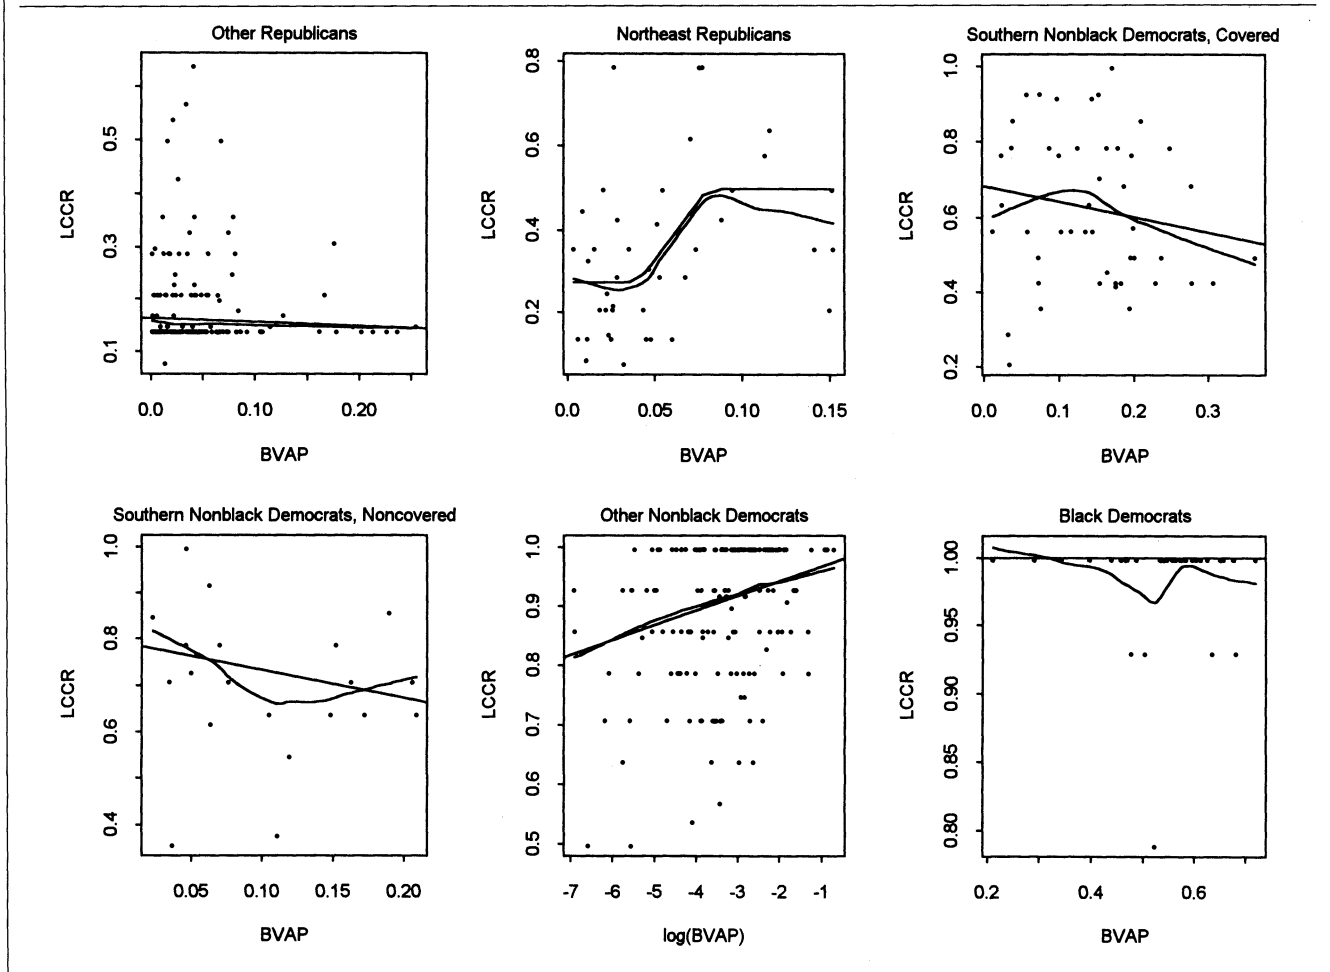 Other Republicans
LCCR
0.5
0.3
0.1
0.0 0.10 0.20
BVAP
Northeast Republicans
LCCR
0.8
0.6
0.4
0.2
0.0 0.05 0.10 0.15
BVAP
Southern Nonblack Democrats, Covered
LCCR
1.0
0.8
0.6
0.4
0.2
0.0 0.1 0.2 0.3
BVAP
Southern Nonblack Democrats, Noncovered
LCCR
1.0
0.8
0.6
0.4
0.05 0.10 0.15 0.20
BVAP
Other Nonblack Democrats
LCCR
1.0
0.9
0.8
0.7
0.6
0.5
-7 -6 -5 -4 -3 -2 -1
log(BVAP)
Black Democrats
LCCR
1.00
0.95
0.90
0.85
0.80
0.2 0.4 0.6
BVAP